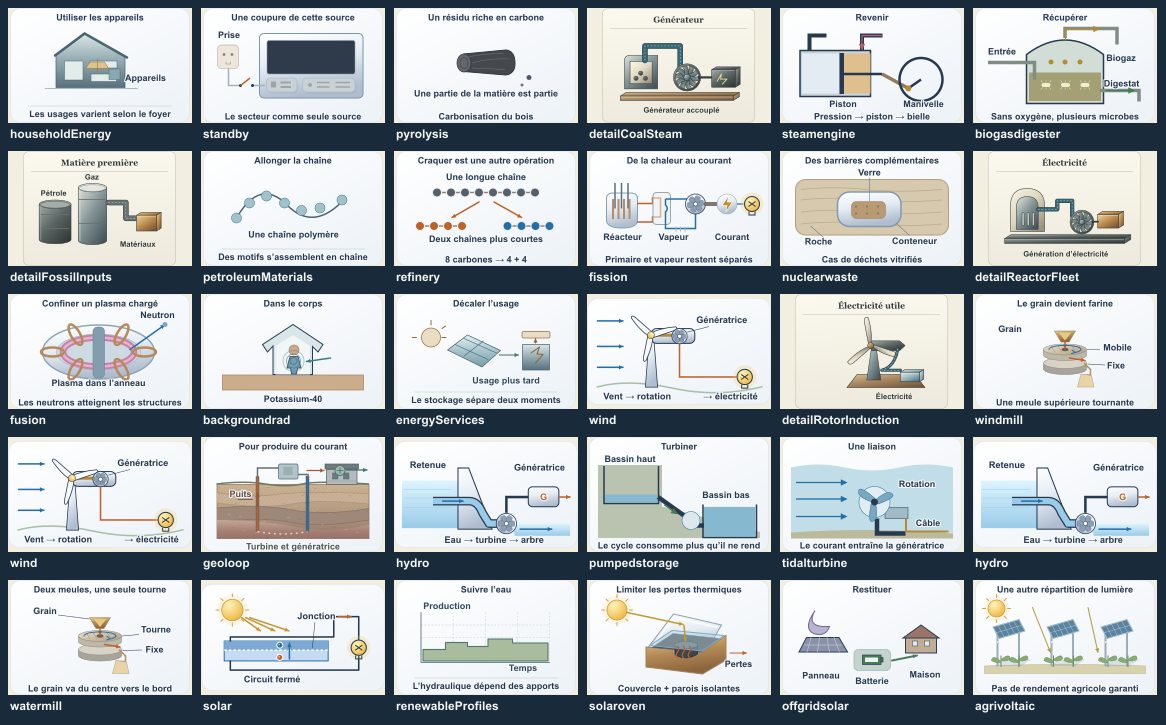 Utiliser les appareils
Appareils
Les usages varient selon le foyer
householdEnergy
Une coupure de cette source
Prise
Le secteur comme seule source
standby
Un résidu riche en carbone
Une partie de la matière est partie
Carbonisation du bois
pyrolysis
Générateur
Générateur accouplé
detailCoalSteam
Revenir
Piston
Manivelle
Pression → piston → bielle
steamengine
Récupérer
Entrée
Biogaz
Digestat
Sans oxygène, plusieurs microbes
biogasdigester
Matière première
Gaz
Pétrole
Matériaux
detailFossilInputs
Allonger la chaîne
Une chaîne polymère
Des motifs s'assemblent en chaîne
petroleumMaterials
Craquer est une autre opération
Une longue chaîne
Deux chaînes plus courtes
8 carbones → 4 + 4
refinery
De la chaleur au courant
Réacteur
Vapeur
Courant
Primaire et vapeur restent séparés
fission
Des barrières complémentaires
Verre
Roche
Conteneur
Cas de déchets vitrifiés
nuclearwaste
Électricité
Génération d'électricité
detailReactorFleet
Confiner un plasma chargé
Neutron
Plasma dans l'anneau
Les neutrons atteignent les structures
fusion
Dans le corps
Potassium-40
backgroundrad
Décaler l'usage
Usage plus tard
Le stockage sépare deux moments
energyServices
Génératrice
Vent → rotation
→ électricité
wind
Électricité utile
Électricité
detailRotorInduction
Le grain devient farine
Grain
Mobile
Fixe
Une meule supérieure tournante
windmill
Génératrice
Vent → rotation
→ électricité
wind
Pour produire du courant
Puits
Turbine et génératrice
geoloop
Retenue
Génératrice
G
Eau → turbine → arbre
hydro
Turbiner
Bassin haut
Bassin bas
Le cycle consomme plus qu'il ne rend
pumpedstorage
Une liaison
Rotation
Câble
Le courant entraîne la génératrice
tidalturbine
Retenue
Génératrice
G
Eau → turbine → arbre
hydro
Deux meules, une seule tourne
Grain
Tourne
Fixe
Le grain va du centre vers le bord
watermill
Jonction
Circuit fermé
solar
Suivre l'eau
Production
Temps
L'hydraulique dépend des apports
renewableProfiles
Limiter les pertes thermiques
Pertes
Couvercle + parois isolantes
solaroven
Restituer
Panneau
Batterie
Maison
offgridsolar
Une autre répartition de lumière
Pas de rendement agricole garanti
agrivoltaic